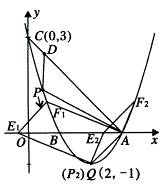 y
C(0,3)
D
P
F₁
F₂
E₁
O
B
E₂
A
x
(P₂) Q(2, -1)